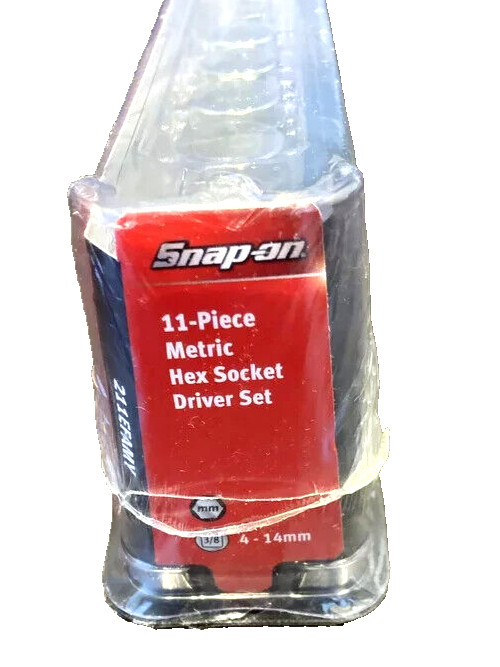 Snap-on
11-Piece
Metric
Hex Socket
Driver Set
211EFAMY
mm
3/8
4 - 14mm